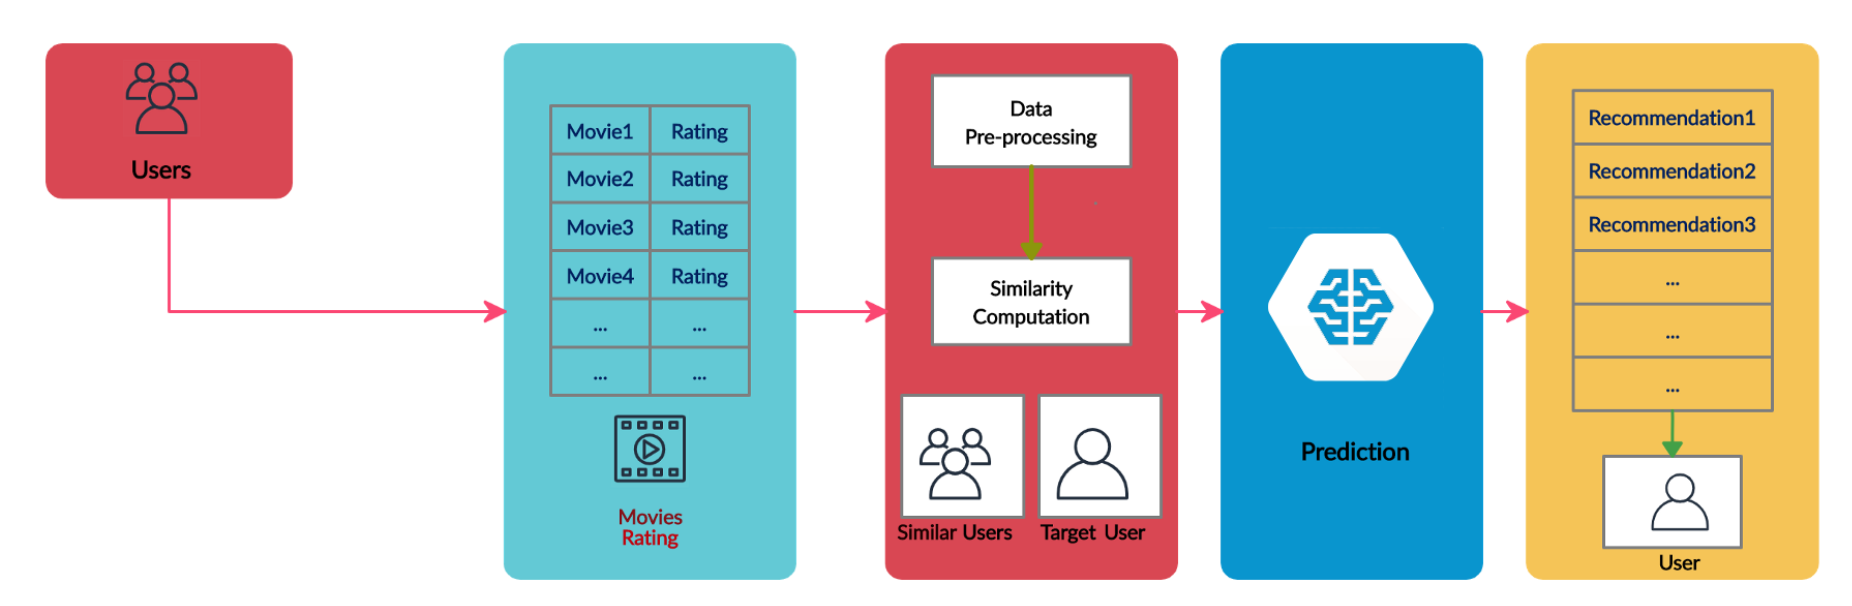 Users
Movie1 Rating
Movie2 Rating
Movie3 Rating
Movie4 Rating
... ...
... ...
Movies
Rating
Data
Pre-processing
Similarity
Computation
Similar Users
Target User
Prediction
Recommendation1
Recommendation2
Recommendation3
...
...
...
User